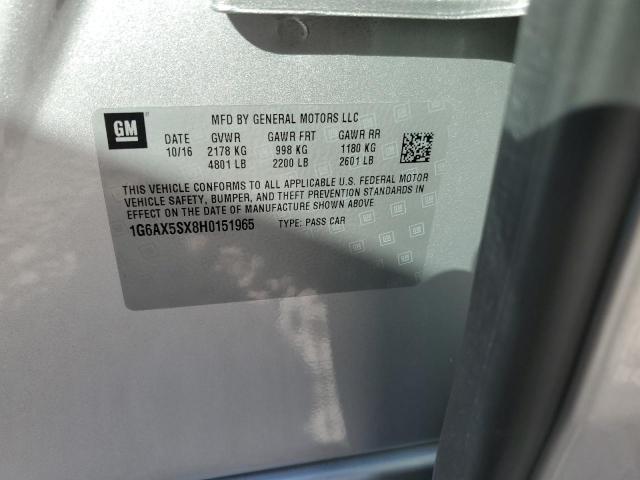 GM
MFD BY GENERAL MOTORS LLC
DATE GVWR GAWR FRT GAWR RR
10/16 2178 KG 998 KG 1180 KG
4801 LB 2200 LB 2601 LB
THIS VEHICLE CONFORMS TO ALL APPLICABLE U.S. FEDERAL MOTOR
VEHICLE SAFETY, BUMPER, AND THEFT PREVENTION STANDARDS IN
EFFECT ON THE DATE OF MANUFACTURE SHOWN ABOVE
1G6AX5SX8H0151965 TYPE: PASS CAR